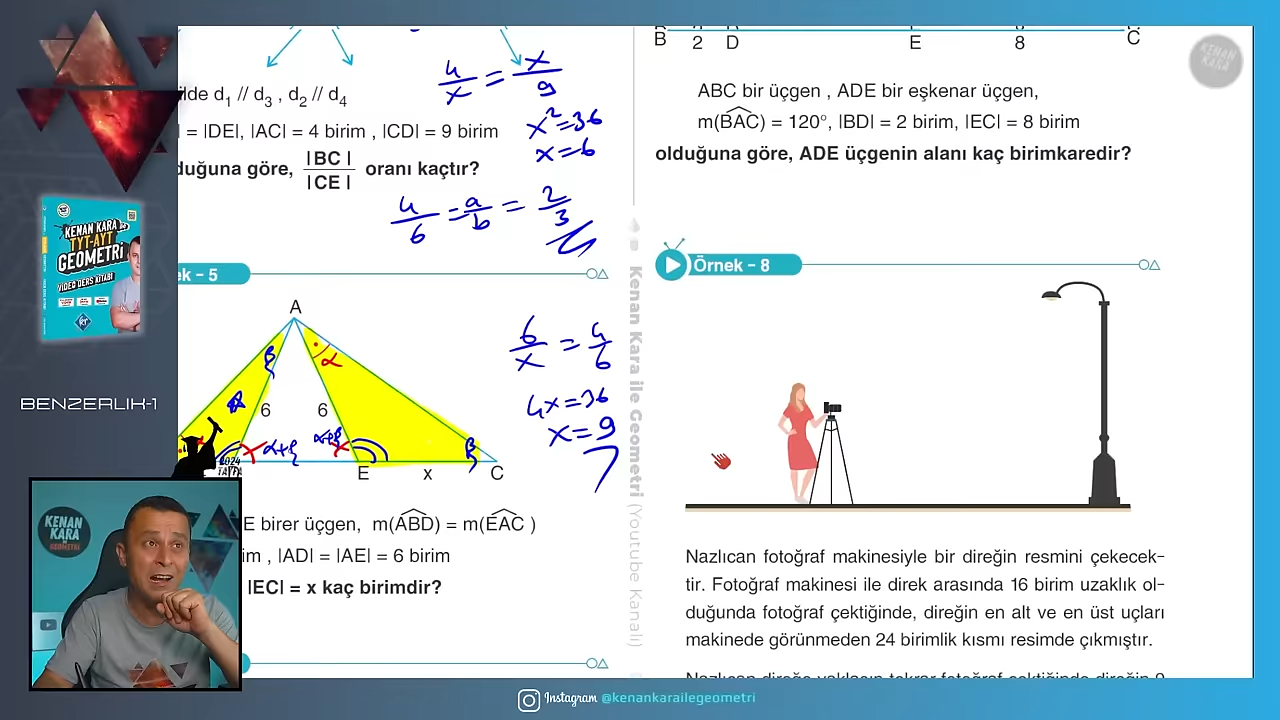 ilde d1 // d3 , d2 // d4
| = |DE|, |AC| = 4 birim , |CD| = 9 birim
duğuna göre, |BC| / |CE| oranı kaçtır?
4/x = x/9
x² = 36
x = 6
4/6 = a/b = 2/3
ek - 5
A
β
α
6 6
α+β α+β
β
E x C
6/x = 4/6
4x = 36
x = 9
E birer üçgen, m(ABD) = m(EAC )
im , |AD| = |AE| = 6 birim
|EC| = x kaç birimdir?
B 2 D E 8 C
ABC bir üçgen , ADE bir eşkenar üçgen,
m(BAC) = 120°, |BD| = 2 birim, |EC| = 8 birim
olduğuna göre, ADE üçgenin alanı kaç birimkaredir?
Örnek - 8
Nazlıcan fotoğraf makinesiyle bir direğin resmini çekecek-
tir. Fotoğraf makinesi ile direk arasında 16 birim uzaklık ol-
duğunda fotoğraf çektiğinde, direğin en alt ve en üst uçları
makinede görünmeden 24 birimlik kısmı resimde çıkmıştır.
Kenan Kara ile Geometri (Youtube Kanalı)
KENAN KARA
KENAN KARA
TYT-AYT
GEOMETRİ
VİDEO DERS KİTABI
BENZERLIK-1
2024
TAYFA
KENAN
KARA
Instagram @kenankarailegeometri